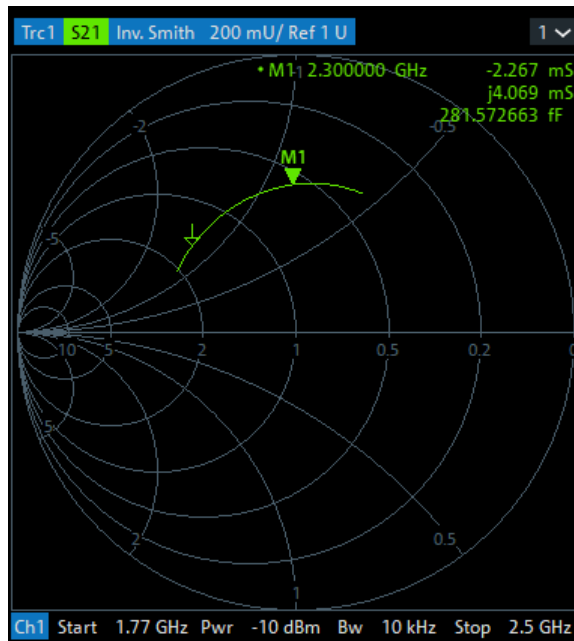 Trc1 S21 Inv. Smith 200 mU/ Ref 1 U 1
• M1 2.300000 GHz -2.267 mS
j4.069 mS
281.572663 fF
-1
-2 -0.5
M1
-5
10 5 2 1 0.5 0.2 0
5
2 0.5
1
Ch1 Start 1.77 GHz Pwr -10 dBm Bw 10 kHz Stop 2.5 GHz